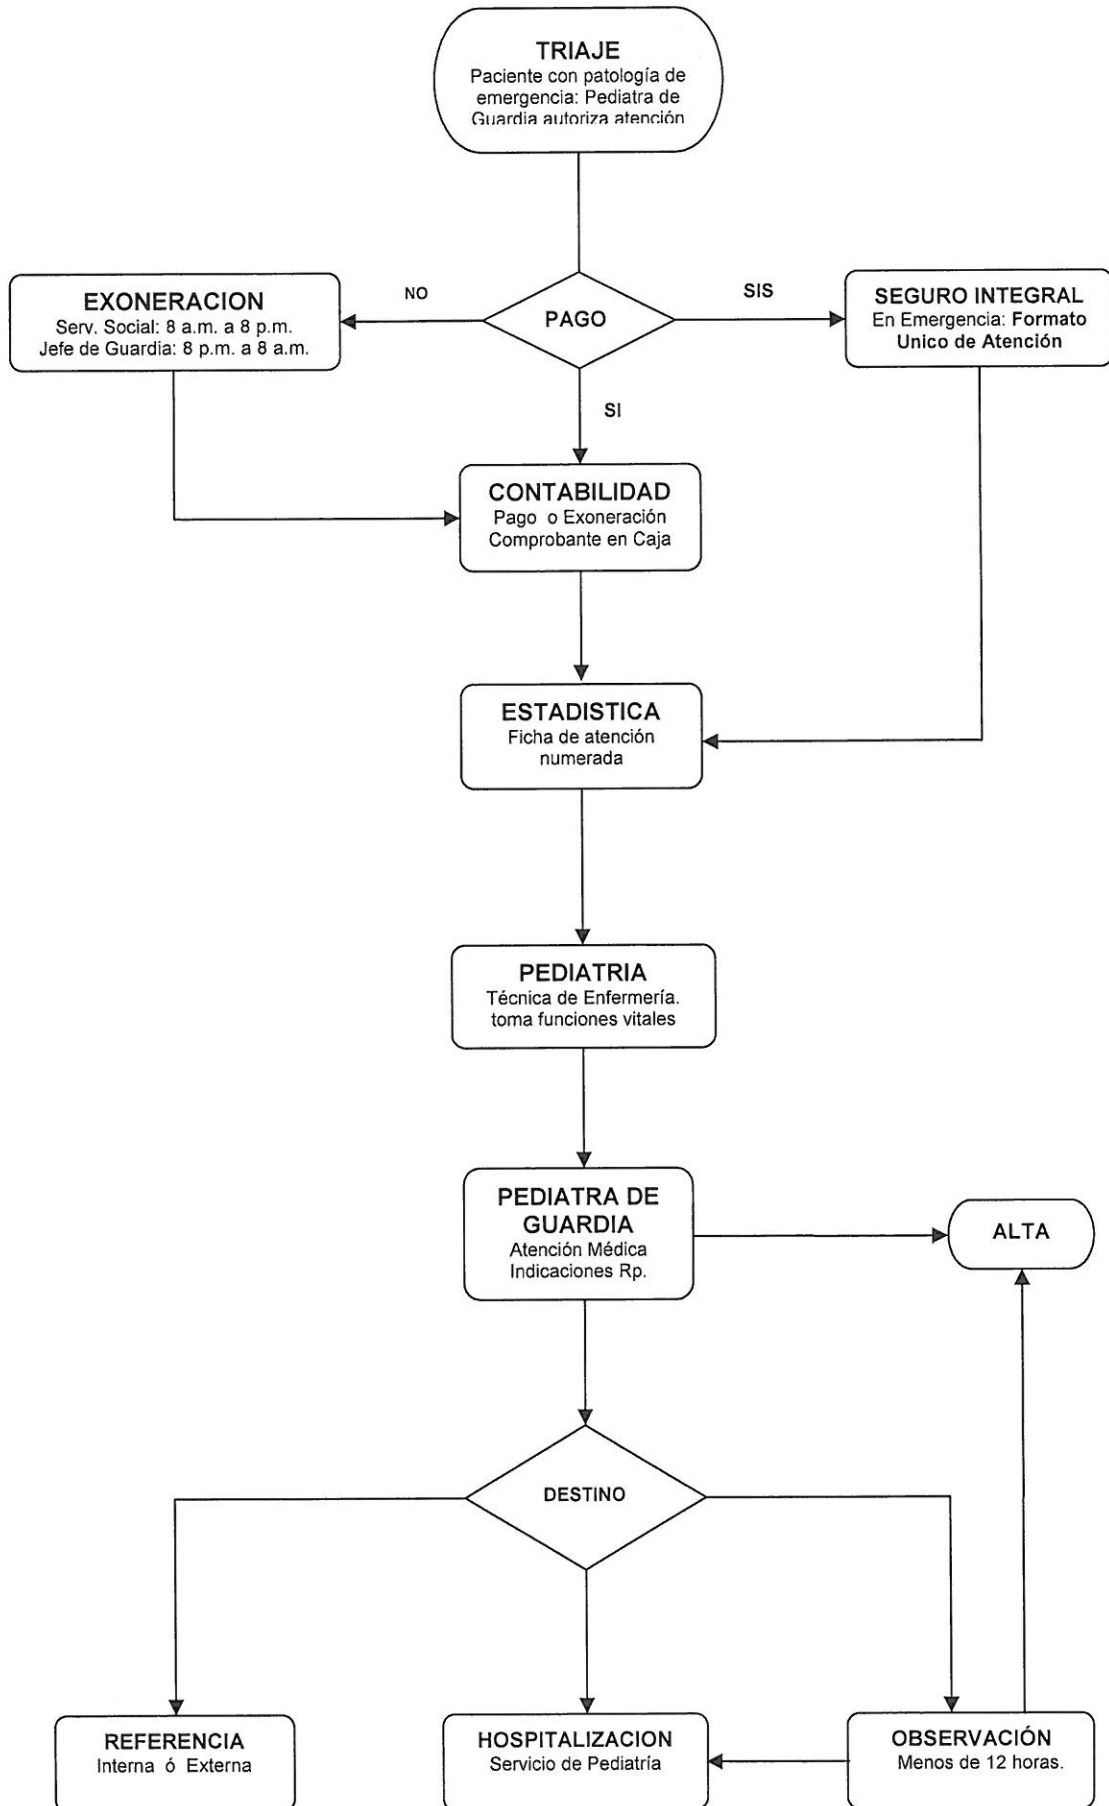 TRIAJE
Paciente con patología de
emergencia: Pediatra de
Guardia autoriza atención
EXONERACION
Serv. Social: 8 a.m. a 8 p.m.
Jefe de Guardia: 8 p.m. a 8 a.m.
NO
PAGO
SIS
SEGURO INTEGRAL
En Emergencia: Formato
Unico de Atención
SI
CONTABILIDAD
Pago o Exoneración
Comprobante en Caja
ESTADISTICA
Ficha de atención
numerada
PEDIATRIA
Técnica de Enfermería.
toma funciones vitales
PEDIATRA DE
GUARDIA
Atención Médica
Indicaciones Rp.
ALTA
DESTINO
REFERENCIA
Interna ó Externa
HOSPITALIZACION
Servicio de Pediatría
OBSERVACIÓN
Menos de 12 horas.